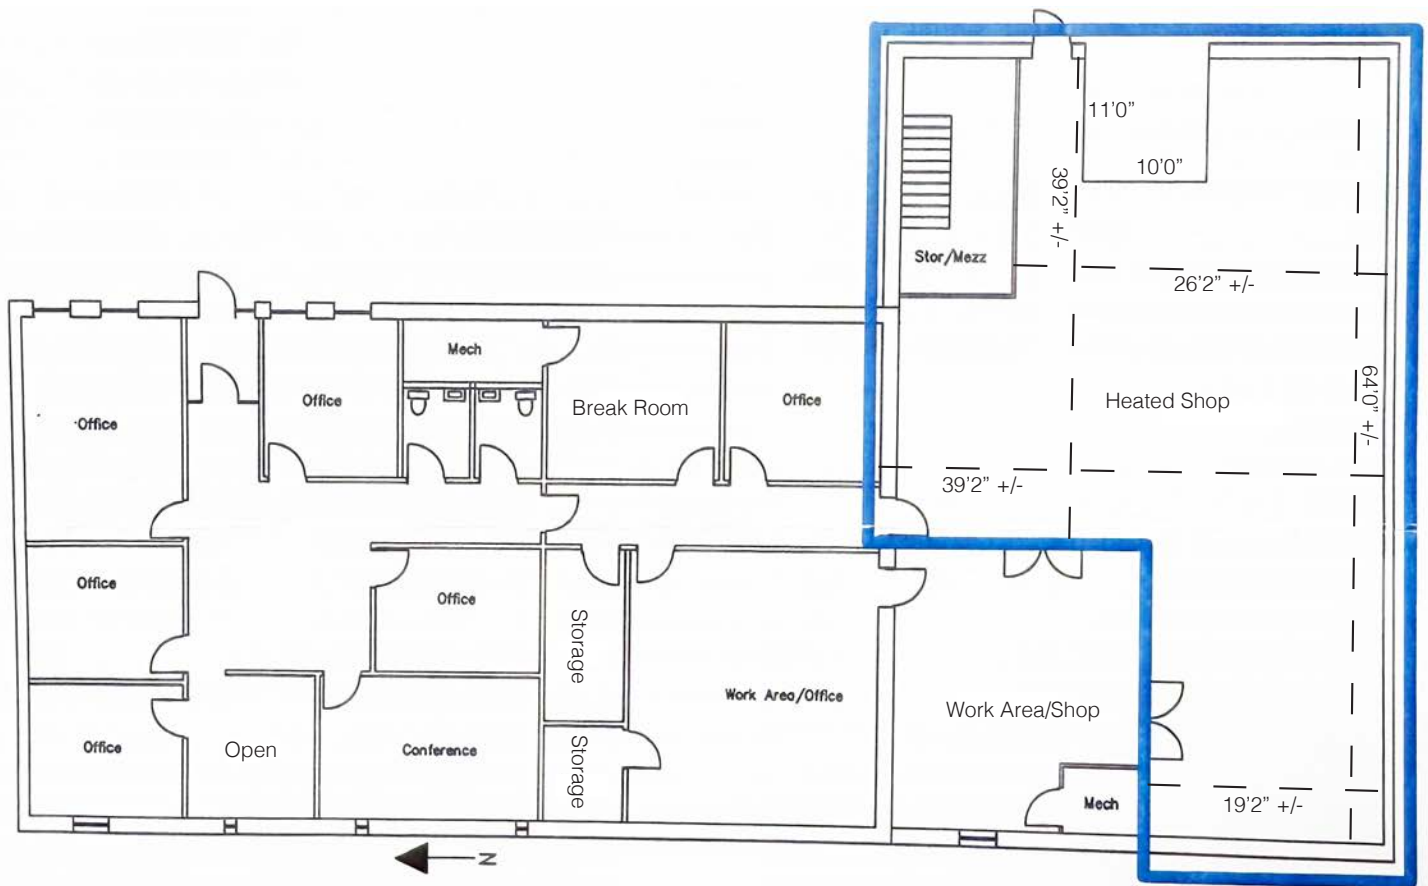 11'0"
10'0"
39'2" +/-
Stor/Mezz
26'2" +/-
Mech
Office
Office
Break Room
Office
Heated Shop
64'0" +/-
39'2" +/-
Office
Office
Storage
Work Area/Office
Work Area/Shop
Office
Open
Conference
Storage
Mech
19'2" +/-
N